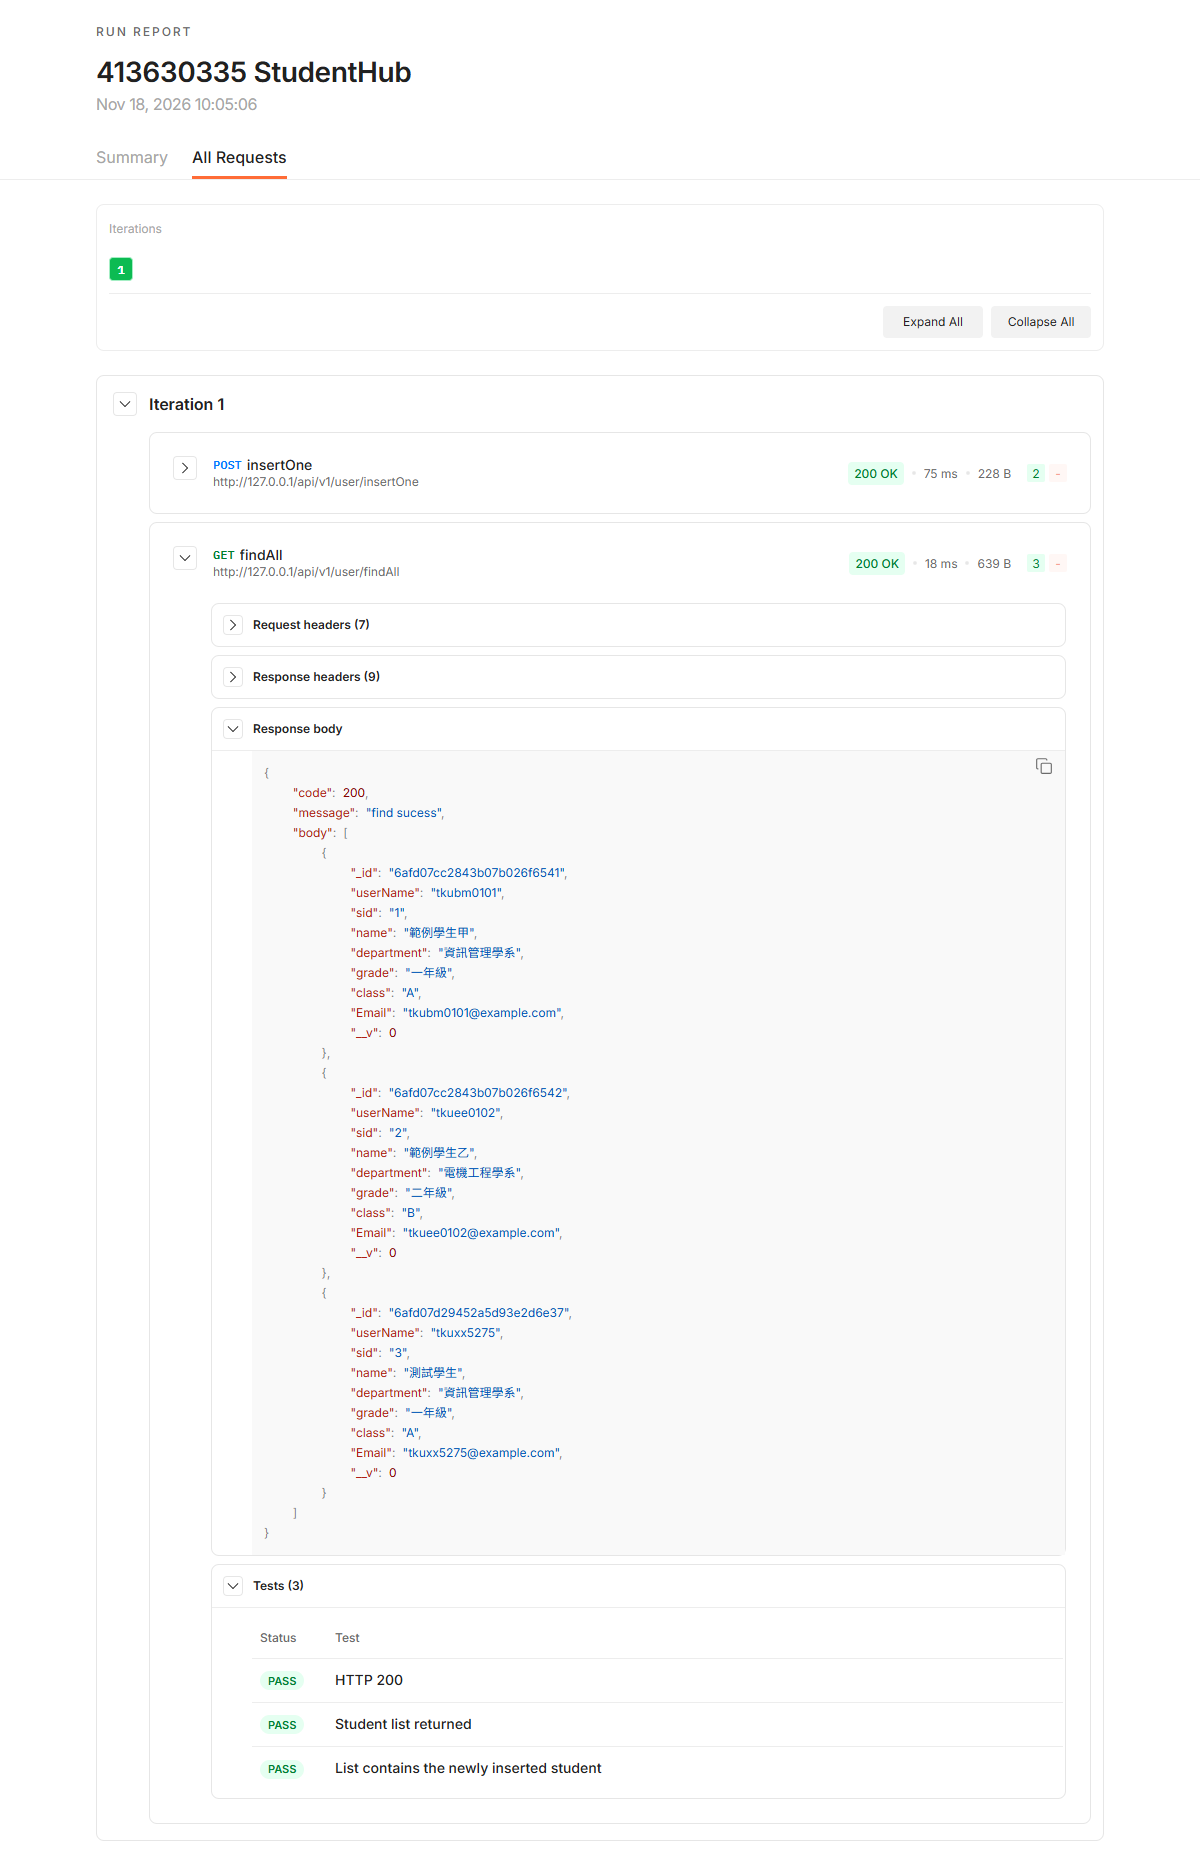 RUN REPORT
413630335 StudentHub
Nov 18, 2026 10:05:06
Summary All Requests
Iterations
1
Expand All Collapse All
Iteration 1
POST insertOne
http://127.0.0.1/api/v1/user/insertOne
200 OK • 75 ms • 228 B 2 -
GET findAll
http://127.0.0.1/api/v1/user/findAll
200 OK • 18 ms • 639 B 3 -
Request headers (7)
Response headers (9)
Response body
{
"code": 200,
"message": "find sucess",
"body": [
{
"_id": "6afd07cc2843b07b026f6541",
"userName": "tkubm0101",
"sid": "1",
"name": "範例學生甲",
"department": "資訊管理學系",
"grade": "一年級",
"class": "A",
"Email": "tkubm0101@example.com",
"__v": 0
},
{
"_id": "6afd07cc2843b07b026f6542",
"userName": "tkuee0102",
"sid": "2",
"name": "範例學生乙",
"department": "電機工程學系",
"grade": "二年級",
"class": "B",
"Email": "tkuee0102@example.com",
"__v": 0
},
{
"_id": "6afd07d29452a5d93e2d6e37",
"userName": "tkuxx5275",
"sid": "3",
"name": "測試學生",
"department": "資訊管理學系",
"grade": "一年級",
"class": "A",
"Email": "tkuxx5275@example.com",
"__v": 0
}
]
}
Tests (3)
Status Test
PASS HTTP 200
PASS Student list returned
PASS List contains the newly inserted student